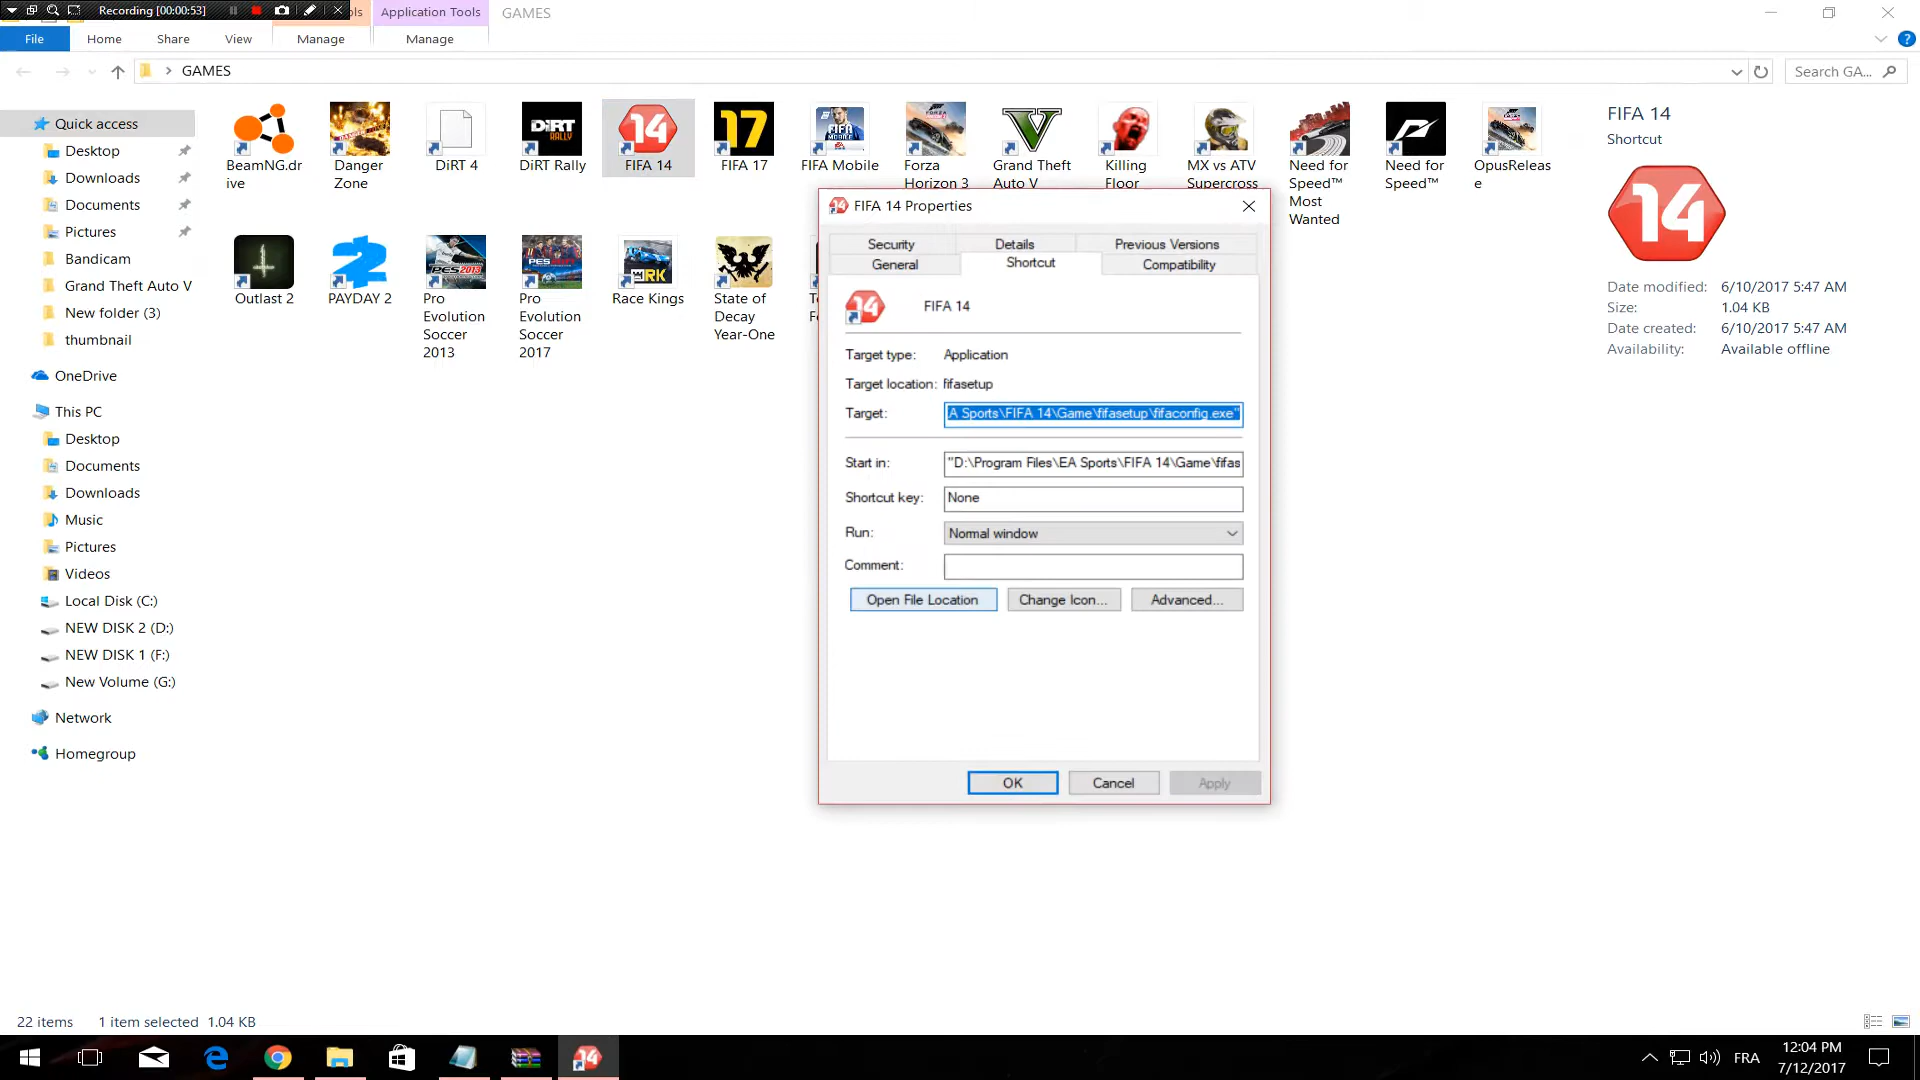 Recording [00:00:53]
ols
Application Tools
GAMES
File
Home
Share
View
Manage
Manage
GAMES
Search GA...
Quick access
Desktop
Downloads
Documents
Pictures
Bandicam
Grand Theft Auto V
New folder (3)
thumbnail
OneDrive
This PC
Desktop
Documents
Downloads
Music
Pictures
Videos
Local Disk (C:)
NEW DISK 2 (D:)
NEW DISK 1 (F:)
New Volume (G:)
Network
Homegroup
BeamNG.dr
ive
Danger
Zone
DiRT 4
DiRT Rally
FIFA 14
FIFA 17
FIFA Mobile
Forza
Horizon 3
Grand Theft
Auto V
Killing
Floor
MX vs ATV
Supercross
Need for
Speed™
Most
Wanted
Need for
Speed™
OpusReleas
e
Outlast 2
PAYDAY 2
Pro
Evolution
Soccer
2013
Pro
Evolution
Soccer
2017
Race Kings
State of
Decay
Year-One
FIFA 14 Properties
Security
Details
Previous Versions
General
Shortcut
Compatibility
FIFA 14
Target type:
Application
Target location:
fifasetup
Target:
A Sports\FIFA 14\Game\fifasetup\fifaconfig.exe"
Start in:
"D:\Program Files\EA Sports\FIFA 14\Game\fifas
Shortcut key:
None
Run:
Normal window
Comment:
Open File Location
Change Icon...
Advanced...
OK
Cancel
Apply
FIFA 14
Shortcut
14
Date modified:
6/10/2017 5:47 AM
Size:
1.04 KB
Date created:
6/10/2017 5:47 AM
Availability:
Available offline
22 items
1 item selected 1.04 KB
FRA
12:04 PM
7/12/2017